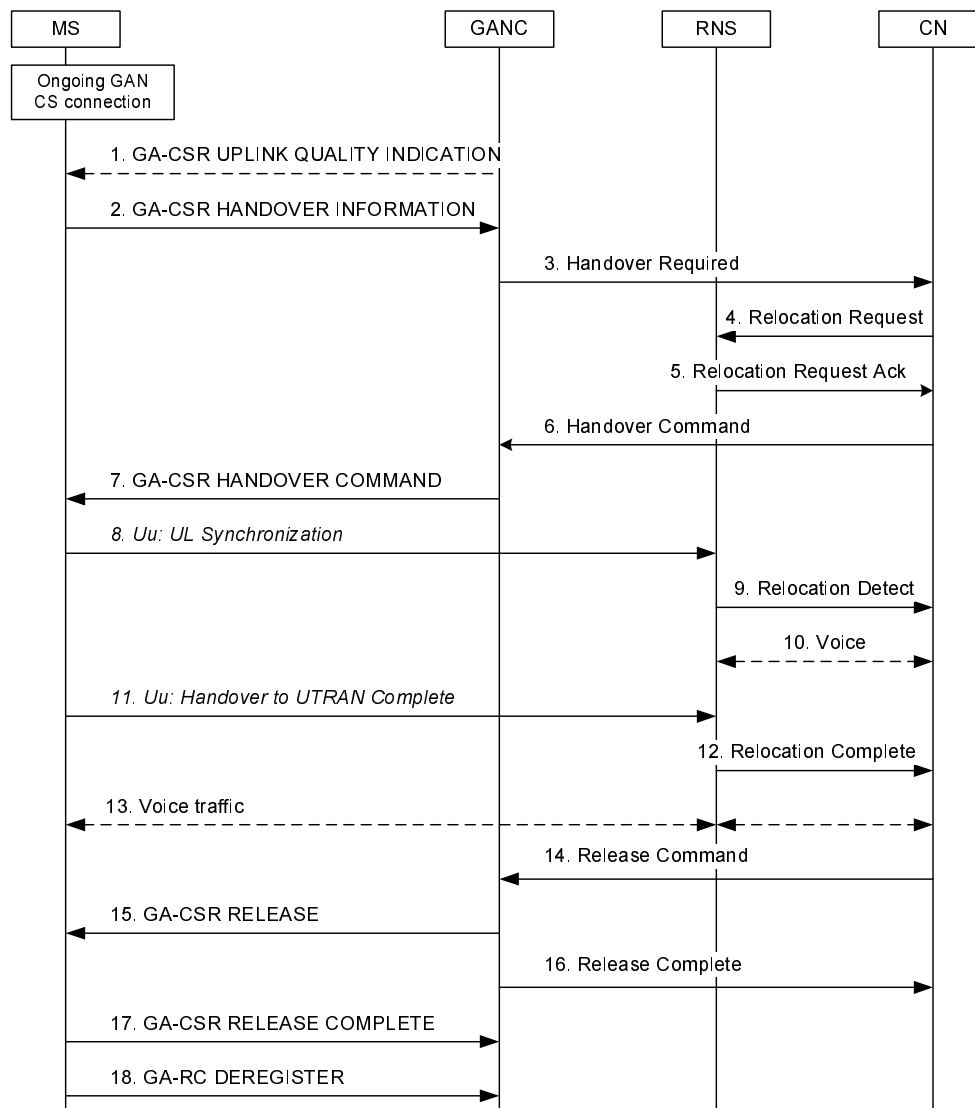 MS
GANC
RNS
CN
Ongoing GAN
CS connection
1. GA-CSR UPLINK QUALITY INDICATION
2. GA-CSR HANDOVER INFORMATION
3. Handover Required
4. Relocation Request
5. Relocation Request Ack
6. Handover Command
7. GA-CSR HANDOVER COMMAND
8. Uu: UL Synchronization
9. Relocation Detect
10. Voice
11. Uu: Handover to UTRAN Complete
12. Relocation Complete
13. Voice traffic
14. Release Command
15. GA-CSR RELEASE
16. Release Complete
17. GA-CSR RELEASE COMPLETE
18. GA-RC DEREGISTER